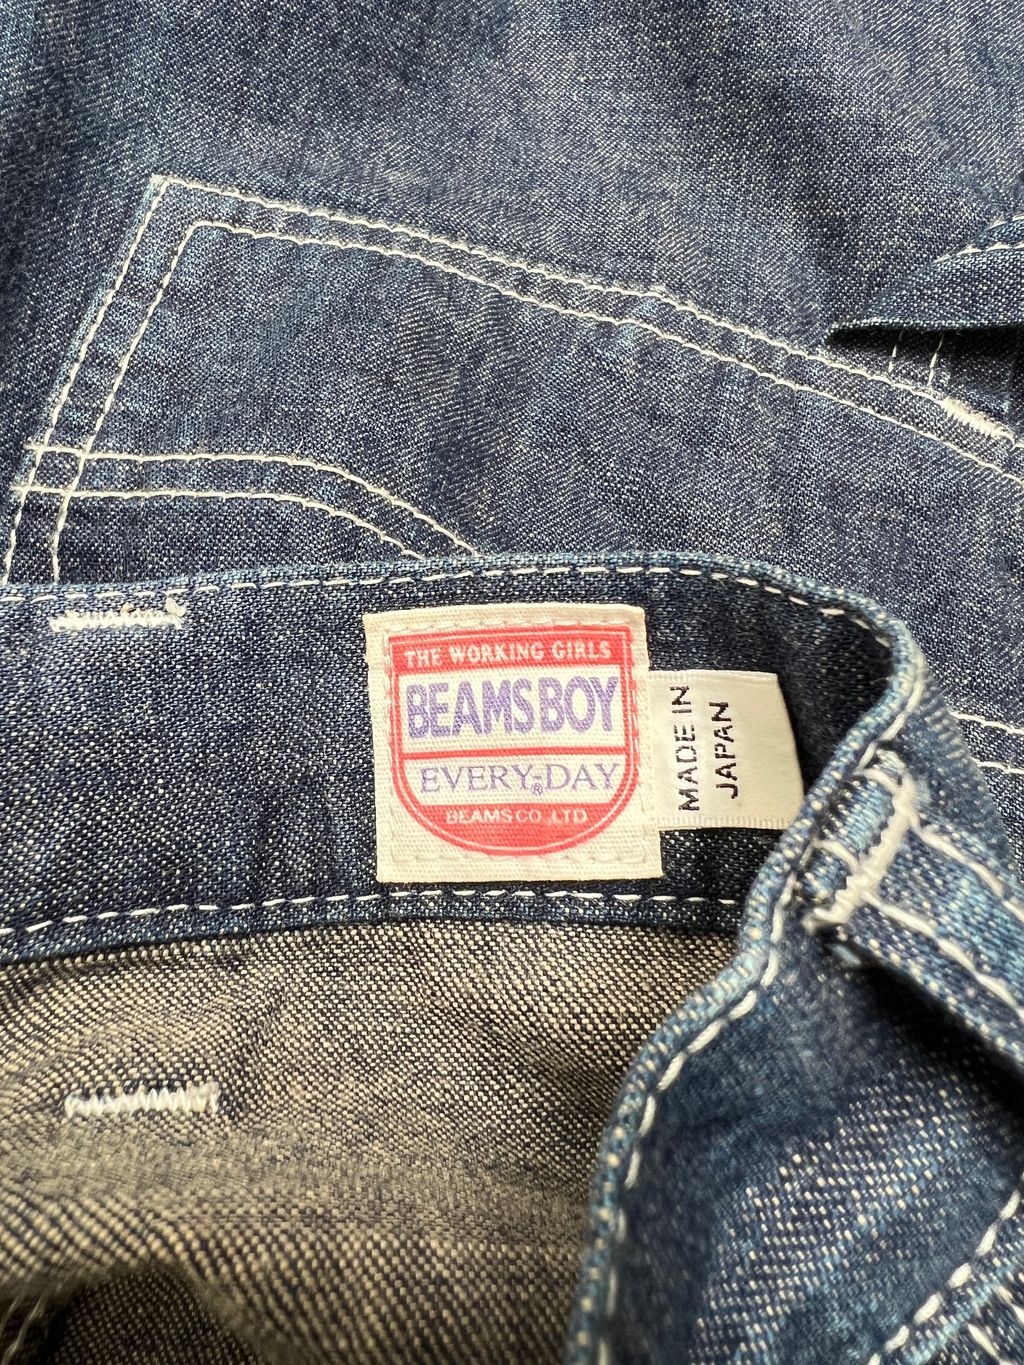 THE WORKING GIRLS
BEAMS BOY
EVERY-DAY
®
BEAMS CO.,LTD
MADE IN
JAPAN